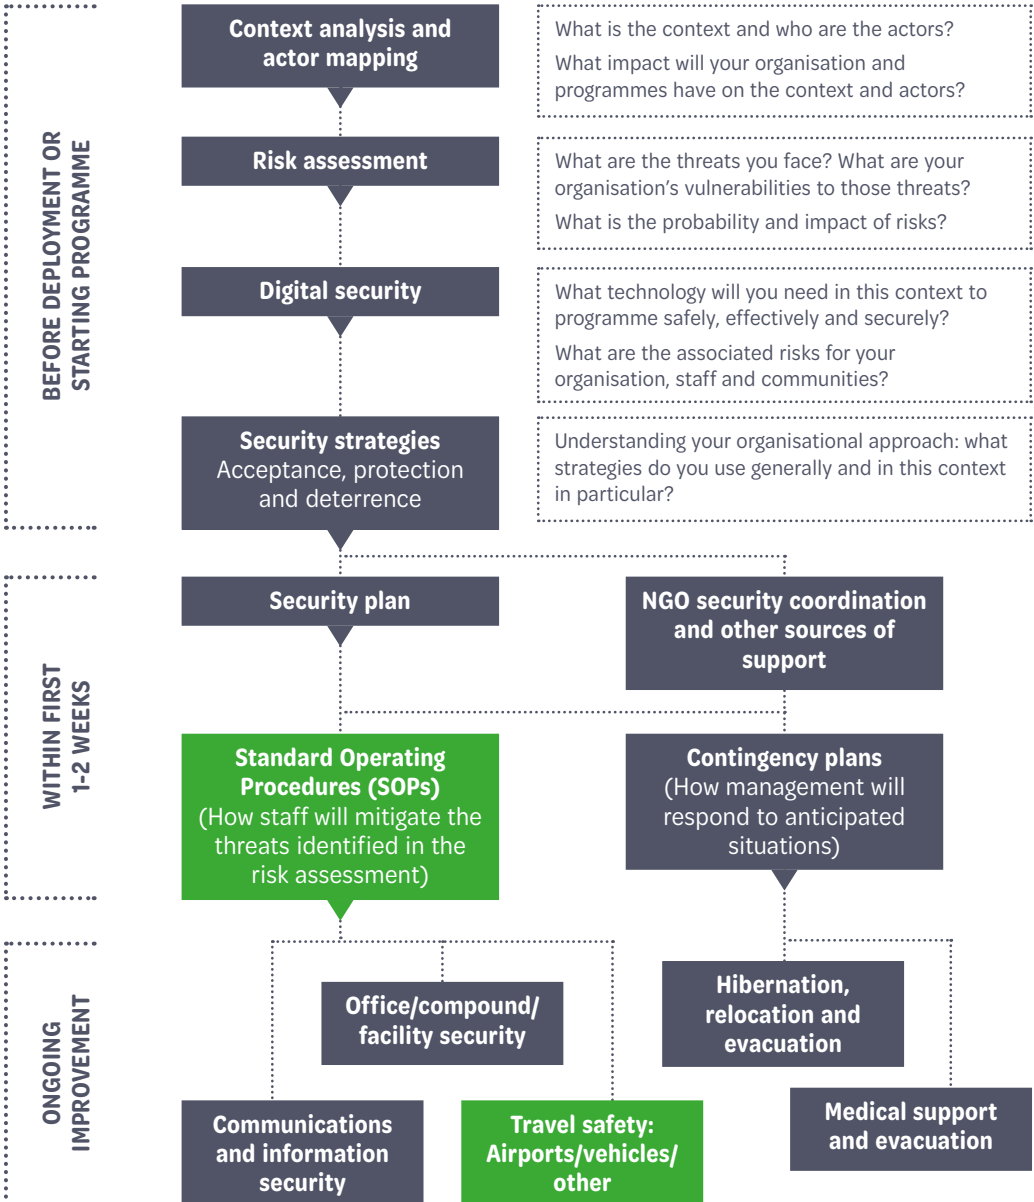 BEFORE DEPLOYMENT OR
STARTING PROGRAMME
Context analysis and
actor mapping
What is the context and who are the actors?
What impact will your organisation and
programmes have on the context and actors?
Risk assessment
What are the threats you face? What are your
organisation’s vulnerabilities to those threats?
What is the probability and impact of risks?
Digital security
What technology will you need in this context to
programme safely, effectively and securely?
What are the associated risks for your
organisation, staff and communities?
Security strategies
Acceptance, protection
and deterrence
Understanding your organisational approach: what
strategies do you use generally and in this context
in particular?
WITHIN FIRST
1-2 WEEKS
Security plan
NGO security coordination
and other sources of
support
Standard Operating
Procedures (SOPs)
(How staff will mitigate the
threats identified in the
risk assessment)
Contingency plans
(How management will
respond to anticipated
situations)
ONGOING
IMPROVEMENT
Office/compound/
facility security
Hibernation,
relocation and
evacuation
Communications
and information
security
Travel safety:
Airports/vehicles/
other
Medical support
and evacuation